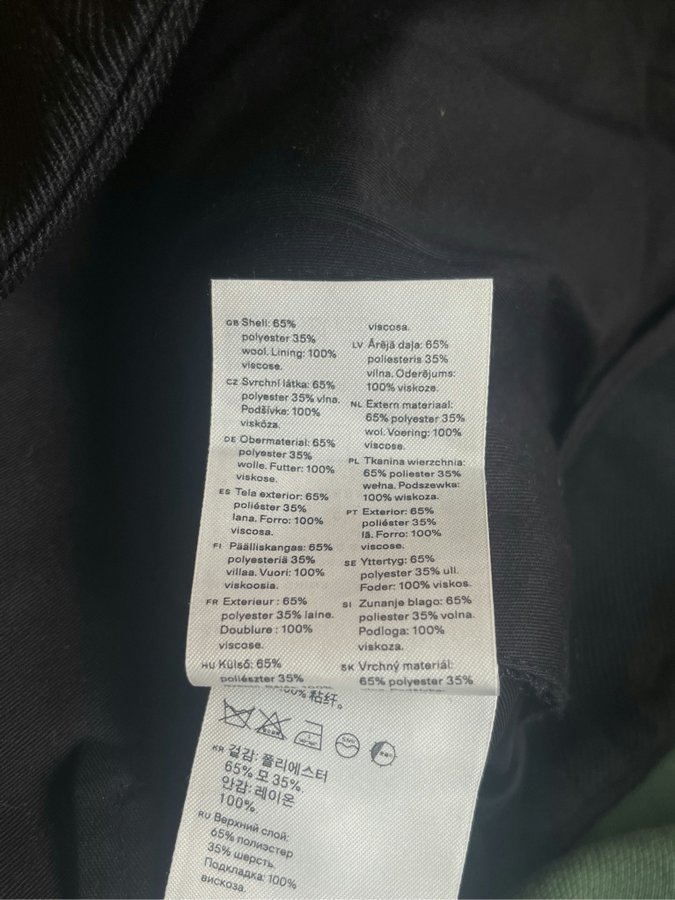 GB Shell: 65%
polyester 35%
wool. Lining: 100%
viscose.
CZ Svrchní látka: 65%
polyester 35% vlna.
Podšívka: 100%
viskóza.
DE Obermaterial: 65%
polyester 35%
wolle. Futter: 100%
viskose.
ES Tela exterior: 65%
poliéster 35%
lana. Forro: 100%
viscosa.
FI Päälliskangas: 65%
polyesteriä 35%
villaa. Vuori: 100%
viskoosia.
FR Exterieur : 65%
polyester 35% laine.
Doublure : 100%
viscose.
HU Külső: 65%
poliészter 35%
viscosa.
LV Ārējā daļa: 65%
poliesteris 35%
vilna. Oderējums:
100% viskoze.
NL Extern materiaal:
65% polyester 35%
wol. Voering: 100%
viscose.
PL Tkanina wierzchnia:
65% poliester 35%
wełna. Podszewka:
100% wiskoza.
PT Exterior: 65%
poliéster 35%
lã. Forro: 100%
viscose.
SE Yttertyg: 65%
polyester 35% ull.
Foder: 100% viskos.
SI Zunanje blago: 65%
poliester 35% volna.
Podloga: 100%
viskoza.
SK Vrchný materiál:
65% polyester 35%
100% 粘纤。
KR 겉감: 폴리에스터
65% 모 35%.
안감: 레이온
100%.
RU Верхний слой:
65% полиэстер
35% шерсть.
Подкладка: 100%
вискоза.